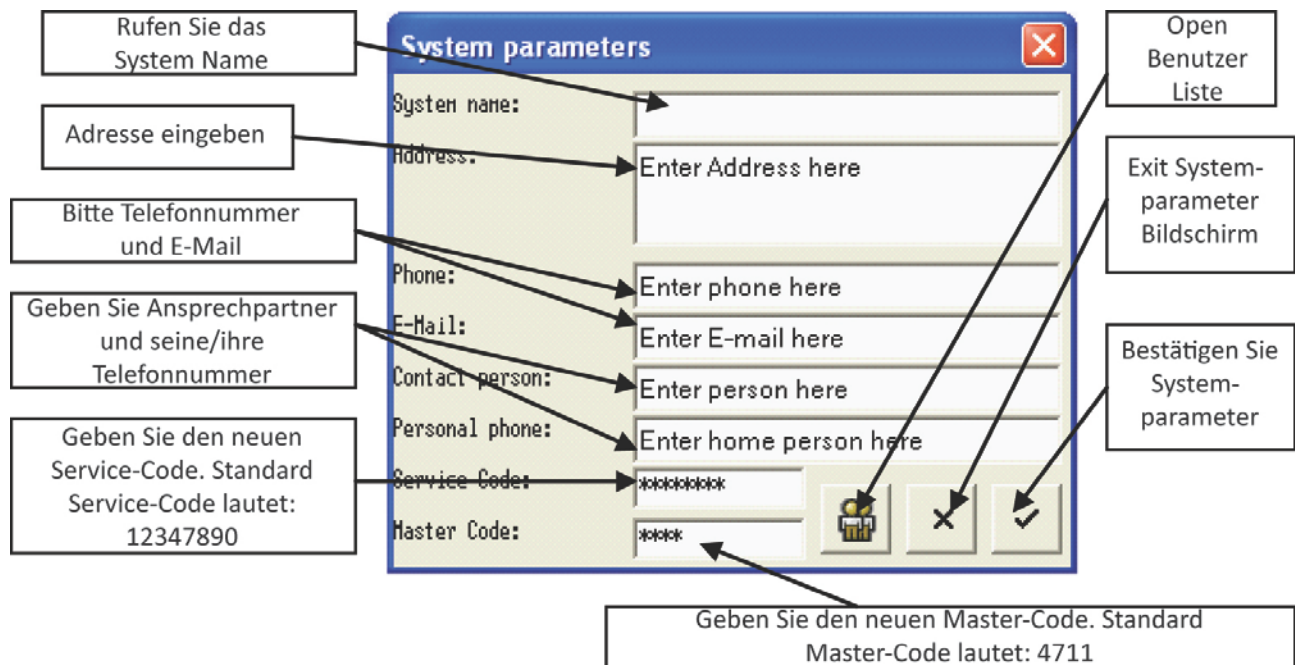 Rufen Sie das
System Name
Adresse eingeben
Bitte Telefonnummer
und E-Mail
Geben Sie Ansprechpartner
und seine/ihre
Telefonnummer
Geben Sie den neuen
Service-Code. Standard
Service-Code lautet:
12347890
System parameters
System name:
Address:
Enter Address here
Phone:
Enter phone here
E-Mail:
Enter E-mail here
Contact person:
Enter person here
Personal phone:
Enter home person here
Service Code:
********
Master Code:
****
Open
Benutzer
Liste
Exit System-
parameter
Bildschirm
Bestätigen Sie
System-
parameter
Geben Sie den neuen Master-Code. Standard
Master-Code lautet: 4711